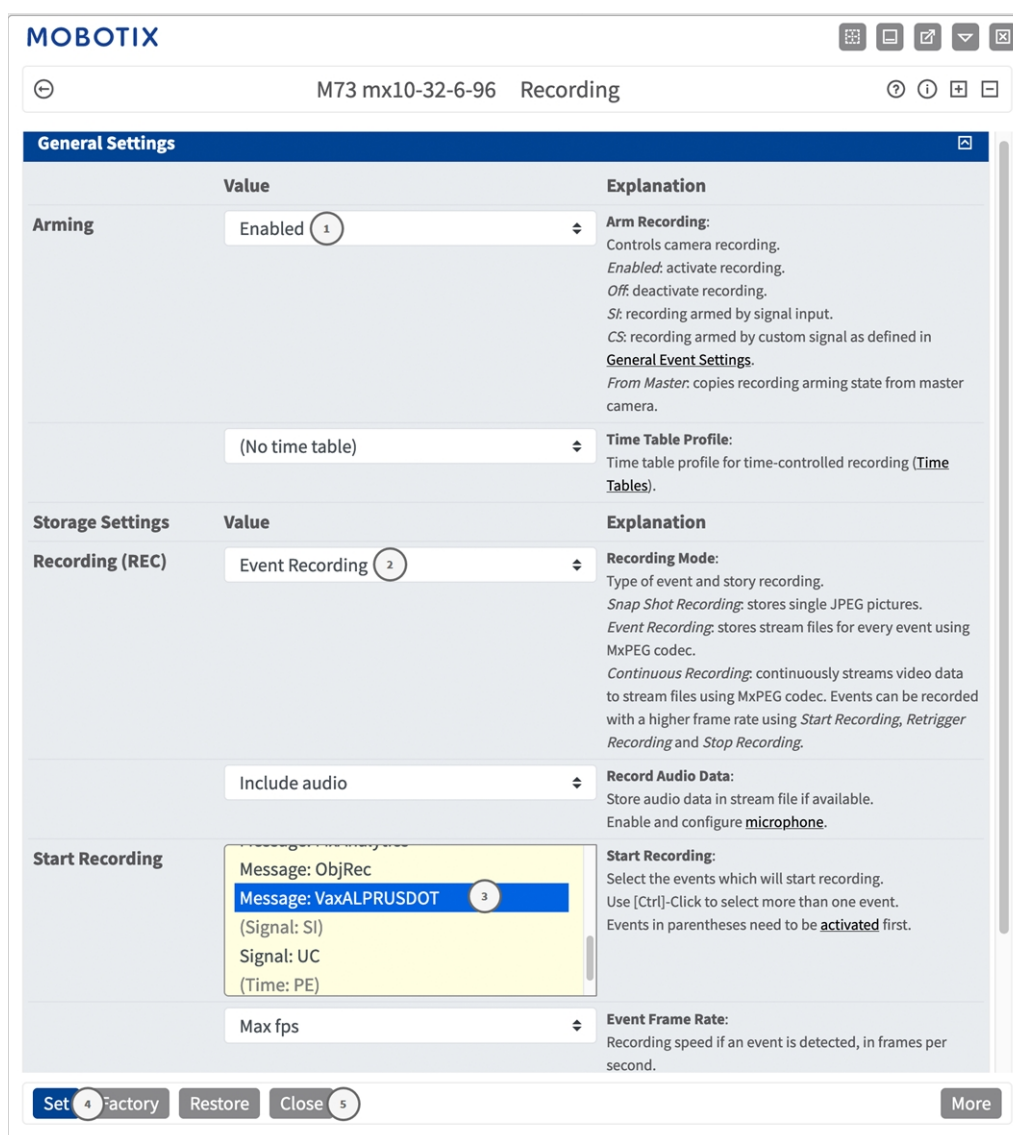 MOBOTIX
M73 mx10-32-6-96 Recording
General Settings
Value Explanation
Arming Enabled 1 Arm Recording:
Controls camera recording.
Enabled: activate recording.
Off: deactivate recording.
SI: recording armed by signal input.
CS: recording armed by custom signal as defined in
General Event Settings.
From Master: copies recording arming state from master
camera.
(No time table) Time Table Profile:
Time table profile for time-controlled recording (Time
Tables).
Storage Settings Value Explanation
Recording (REC) Event Recording 2 Recording Mode:
Type of event and story recording.
Snap Shot Recording: stores single JPEG pictures.
Event Recording: stores stream files for every event using
MxPEG codec.
Continuous Recording: continuously streams video data
to stream files using MxPEG codec. Events can be recorded
with a higher frame rate using Start Recording, Retrigger
Recording and Stop Recording.
Include audio Record Audio Data:
Store audio data in stream file if available.
Enable and configure microphone.
Start Recording
Message: ObjRec
Message: VaxALPRUSDOT 3
(Signal: SI)
Signal: UC
(Time: PE)
Start Recording:
Select the events which will start recording.
Use [Ctrl]-Click to select more than one event.
Events in parentheses need to be activated first.
Max fps Event Frame Rate:
Recording speed if an event is detected, in frames per
second.
Set 4 Factory Restore Close 5 More